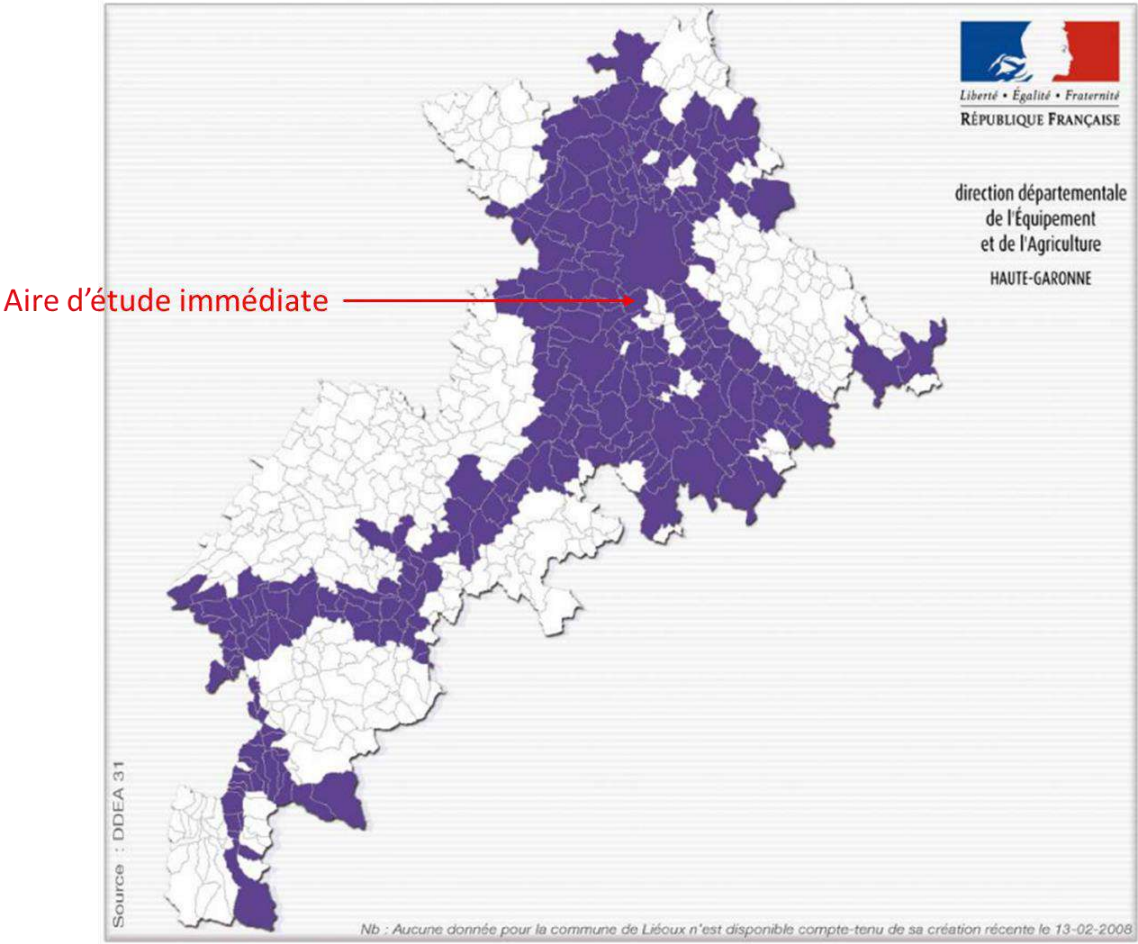 Liberté • Égalité • Fraternité
RÉPUBLIQUE FRANÇAISE
direction départementale
de l'Équipement
et de l'Agriculture
HAUTE-GARONNE
Aire d’étude immédiate
Source : DDEA 31
Nb : Aucune donnée pour la commune de Liéoux n'est disponible compte-tenu de sa création récente le 13-02-2008